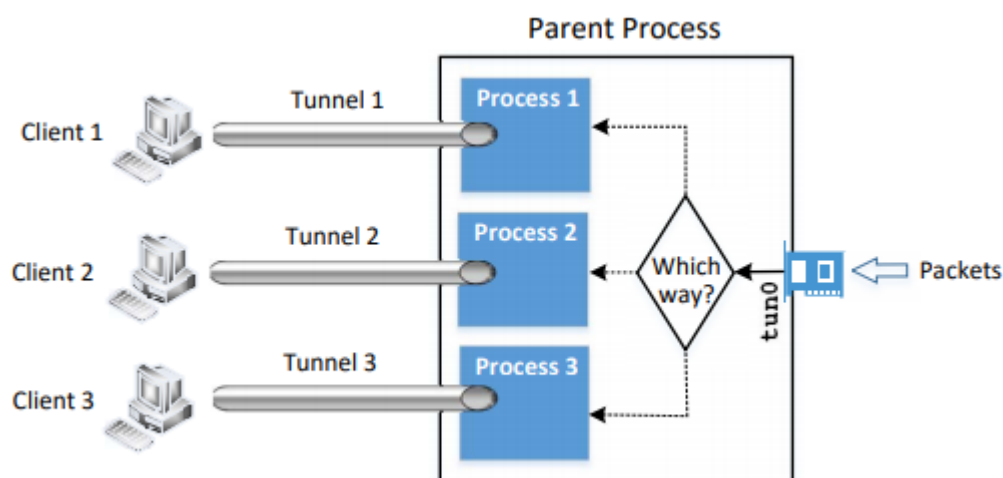 Parent Process
Client 1
Tunnel 1
Process 1
Client 2
Tunnel 2
Process 2
Which
way?
tun0
Packets
Client 3
Tunnel 3
Process 3